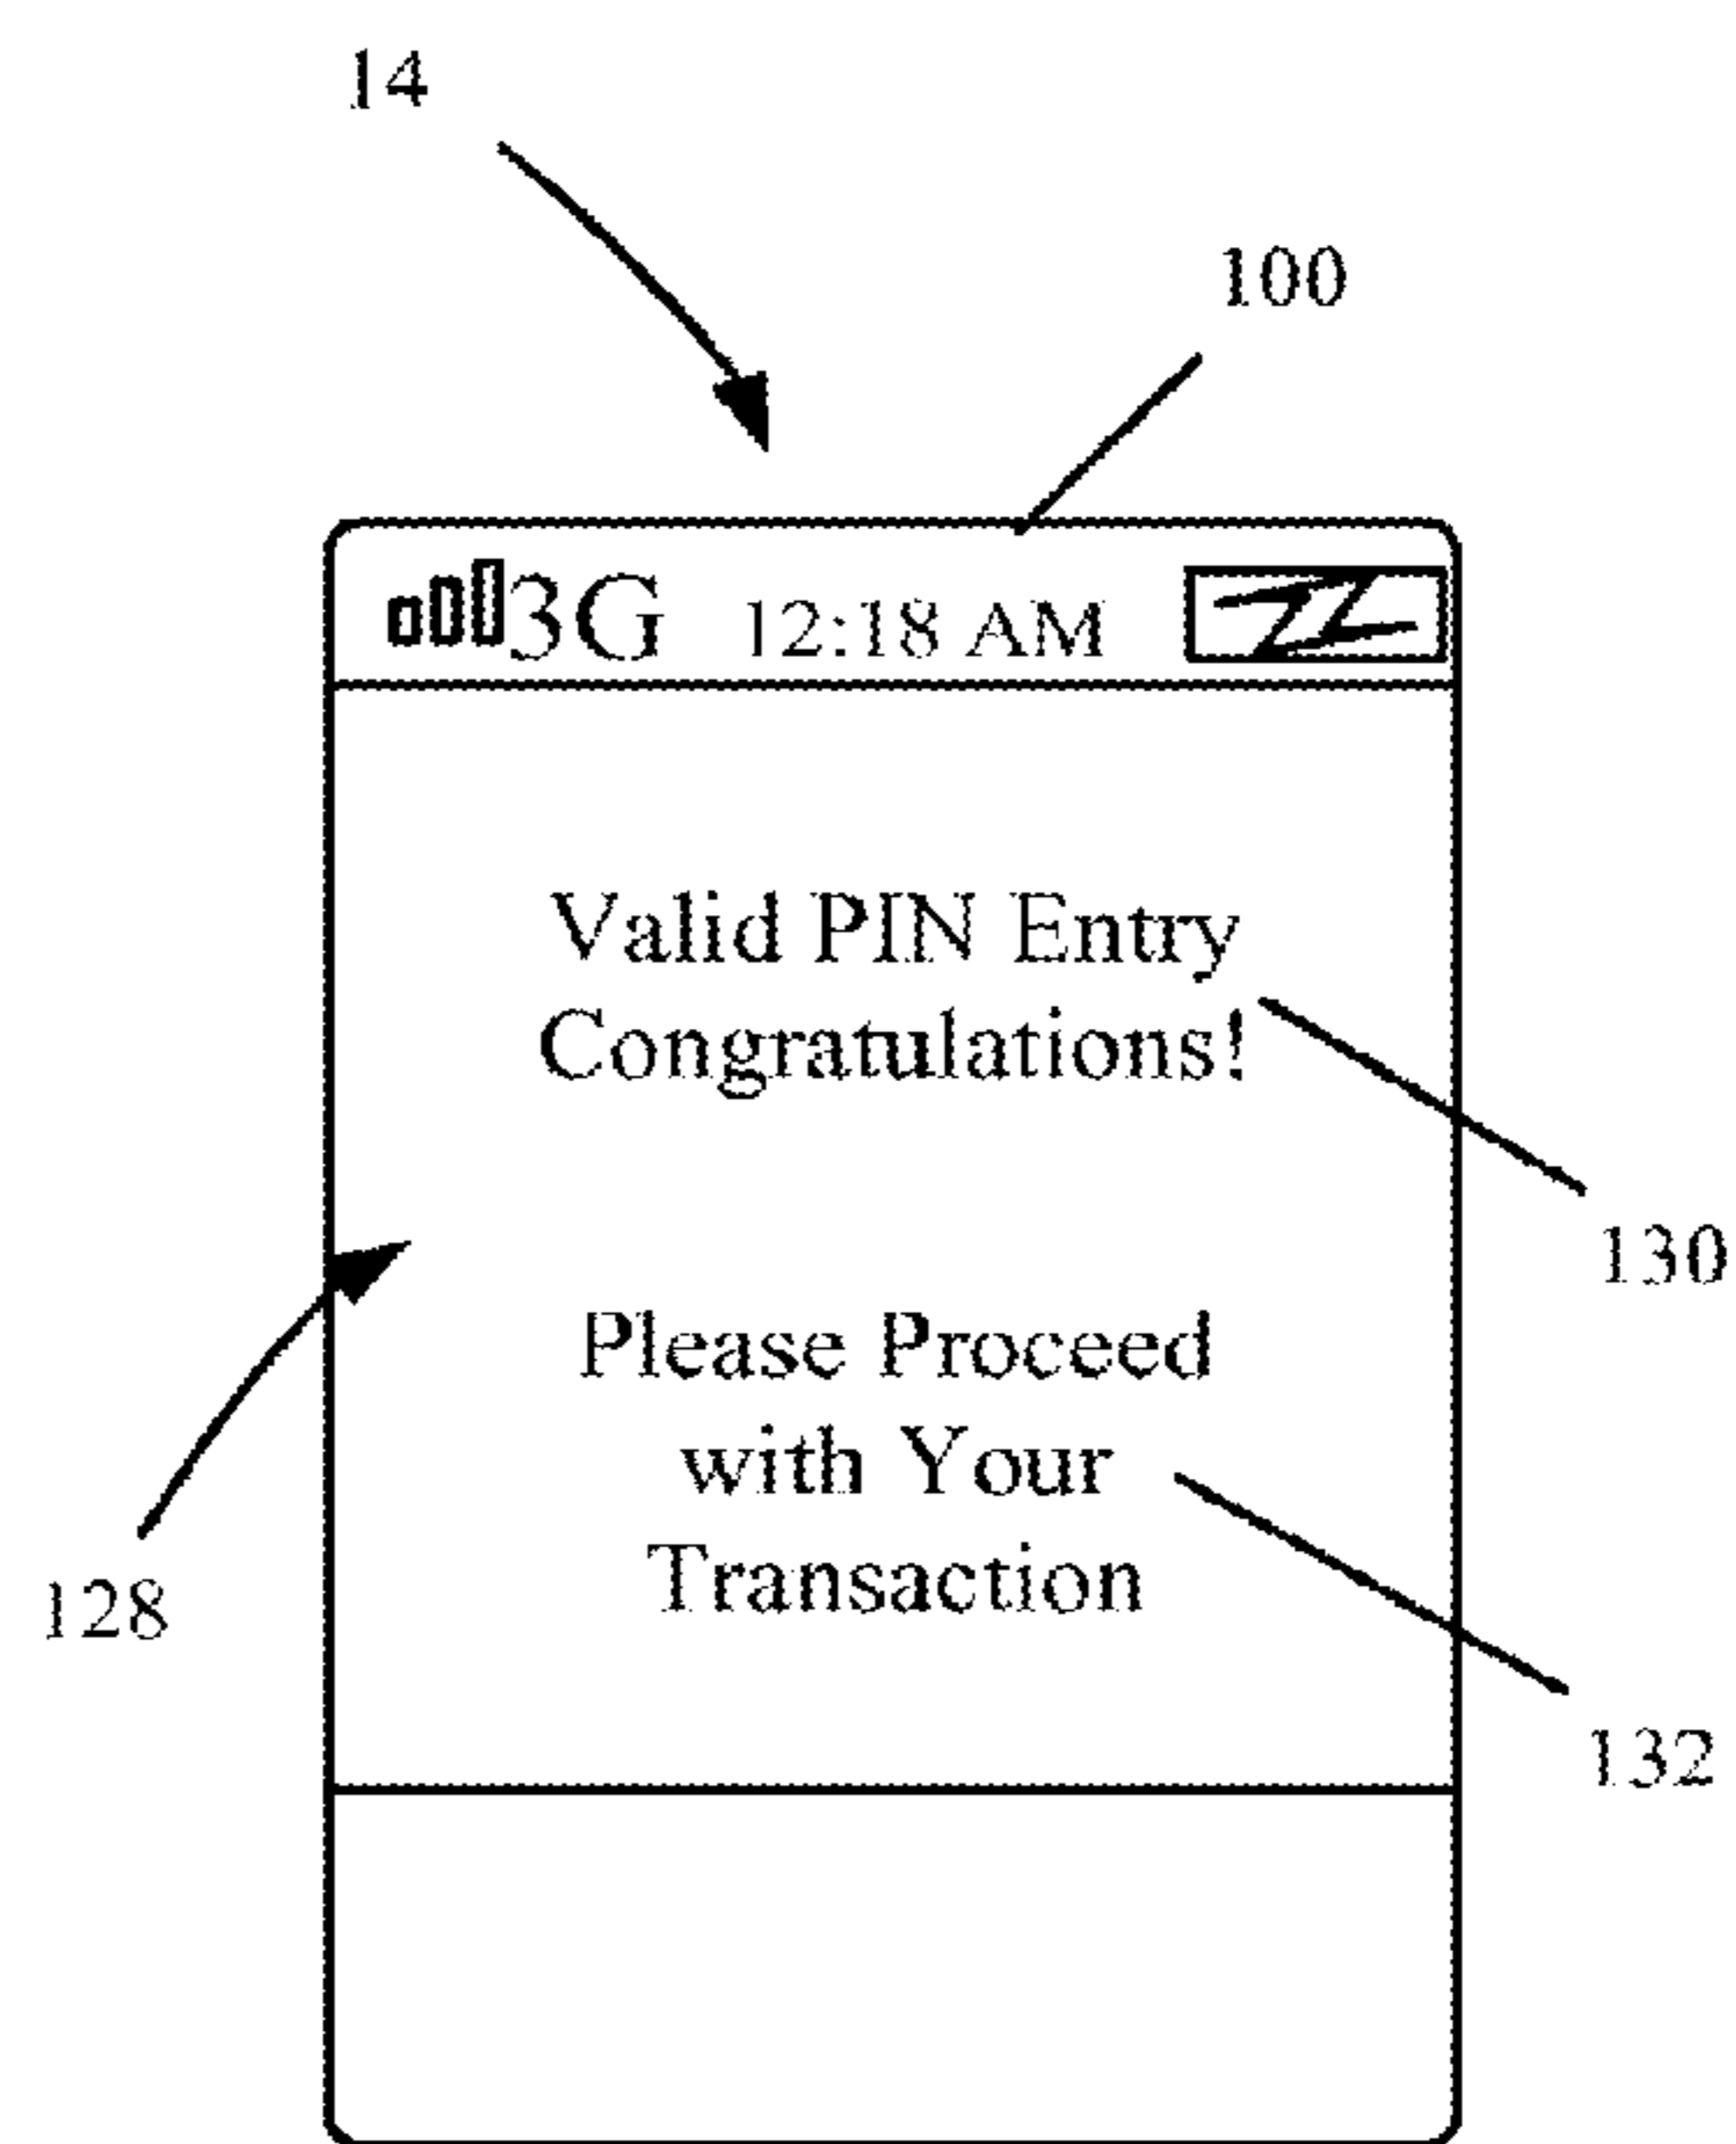 14
100
3G 12:18 AM
Valid PIN Entry
Congratulations!
130
Please Proceed
with Your
Transaction
128
132